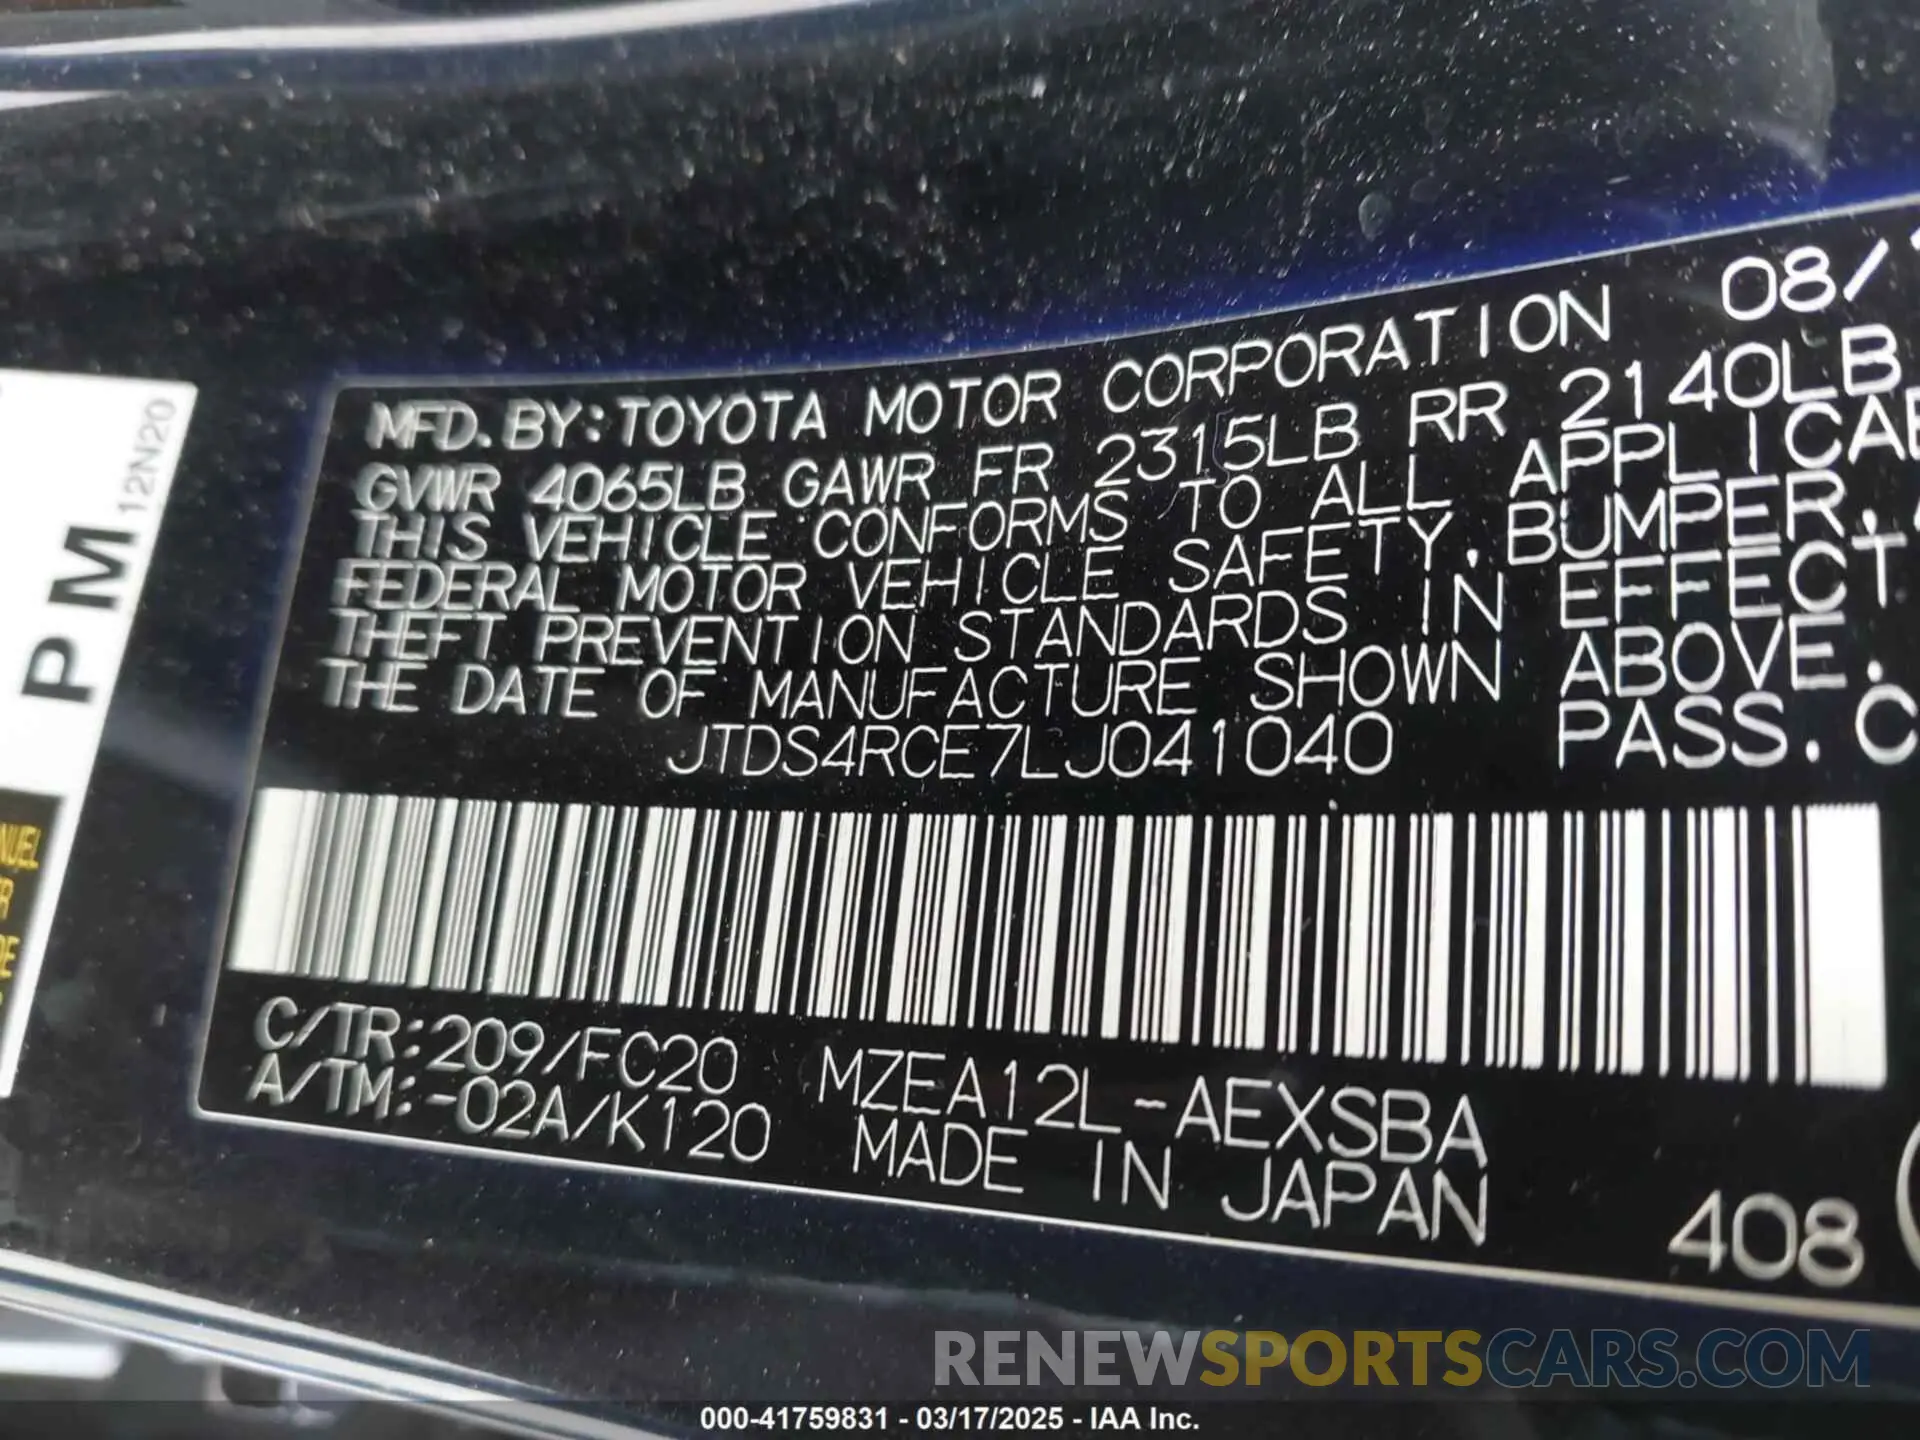 MFD. BY: TOYOTA MOTOR CORPORATION 08/1
GVWR 4065LB GAWR FR 2315LB RR 2140LB
THIS VEHICLE CONFORMS TO ALL APPLICAB
FEDERAL MOTOR VEHICLE SAFETY, BUMPER, A
THEFT PREVENTION STANDARDS IN EFFECT
THE DATE OF MANUFACTURE SHOWN ABOVE.
JTDS4RCE7LJ041040 PASS. C
C/TR: 209/FC20 MZEA12L-AEXSBA
A/TM: -02A/K120 MADE IN JAPAN
408
PM
12N20
NUEL
RENEWSPORTSCARS.COM
000-41759831 - 03/17/2025 - IAA Inc.